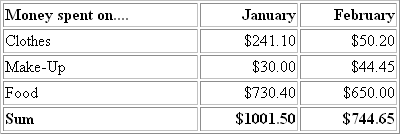 Money spent on.... January February
Clothes $241.10 $50.20
Make-Up $30.00 $44.45
Food $730.40 $650.00
Sum $1001.50 $744.65